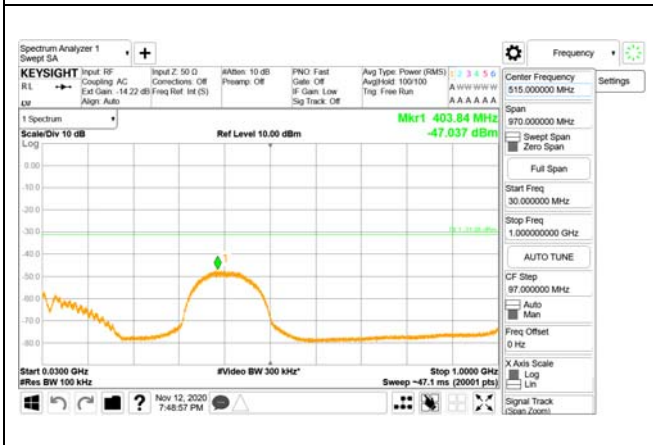 Spectrum Analyzer 1
Swept SA
+
Frequency
KEYSIGHT Input: RF Input Z: 50 Ω #Atten: 10 dB PNO: Fast Avg Type: Power (RMS) 1 2 3 4 5 6
RL Coupling: AC Corrections: Off Preamp: Off Gate: Off Avg|Hold: 100/100 A W W W W W
Ext Gain: -14.22 dB Freq Ref: Int (S) IF Gain: Low Trig: Free Run
Align: Auto Sig Track: Off A A A A A A
Center Frequency
515.000000 MHz
Settings
1 Spectrum
Mkr1 403.84 MHz
Scale/Div 10 dB Ref Level 10.00 dBm -47.037 dBm
Span
970.000000 MHz
Swept Span
Zero Span
Full Span
Start Freq
30.000000 MHz
Stop Freq
1.000000000 GHz
AUTO TUNE
CF Step
97.000000 MHz
Auto
Man
Freq Offset
0 Hz
X Axis Scale
Log
Lin
Signal Track
(Span Zoom)
Log
0.00
-10.0
-20.0
-30.0
-40.0
-50.0
-60.0
-70.0
-80.0
1
Start 0.0300 GHz #Video BW 300 kHz* Stop 1.0000 GHz
#Res BW 100 kHz Sweep ~47.1 ms (20001 pts)
? Nov 12, 2020
7:48:57 PM